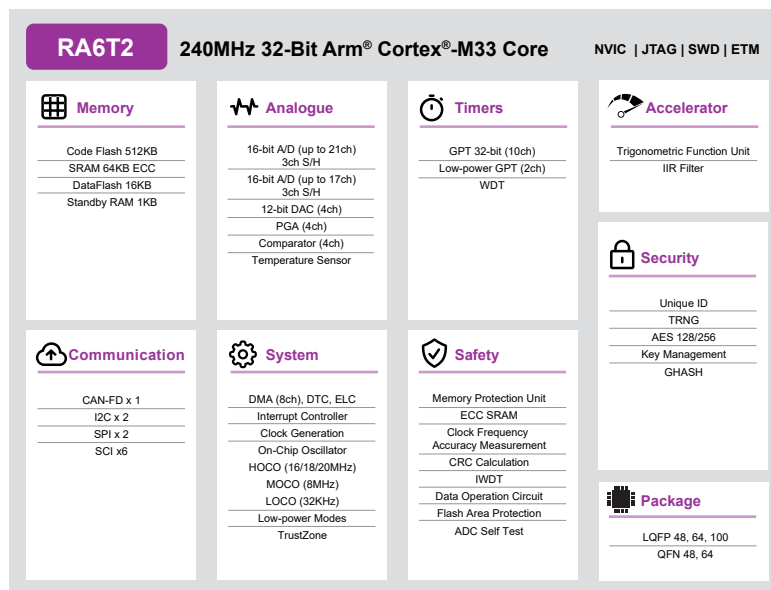 RA6T2
240MHz 32-Bit Arm® Cortex®-M33 Core
NVIC | JTAG | SWD | ETM
Memory
Code Flash 512KB
SRAM 64KB ECC
DataFlash 16KB
Standby RAM 1KB
Analogue
16-bit A/D (up to 21ch)
3ch S/H
16-bit A/D (up to 17ch)
3ch S/H
12-bit DAC (4ch)
PGA (4ch)
Comparator (4ch)
Temperature Sensor
Timers
GPT 32-bit (10ch)
Low-power GPT (2ch)
WDT
Accelerator
Trigonometric Function Unit
IIR Filter
Security
Unique ID
TRNG
AES 128/256
Key Management
GHASH
Communication
CAN-FD x 1
I2C x 2
SPI x 2
SCI x6
System
DMA (8ch), DTC, ELC
Interrupt Controller
Clock Generation
On-Chip Oscillator
HOCO (16/18/20MHz)
MOCO (8MHz)
LOCO (32KHz)
Low-power Modes
TrustZone
Safety
Memory Protection Unit
ECC SRAM
Clock Frequency
Accuracy Measurement
CRC Calculation
IWDT
Data Operation Circuit
Flash Area Protection
ADC Self Test
Package
LQFP 48, 64, 100
QFN 48, 64